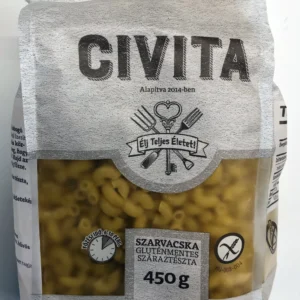 CIVITA
Alapítva 2014-ben
Élj Teljes Életet!
SZARVACSKA
GLUTÉNMENTES
SZÁRAZTÉSZTA
450 g